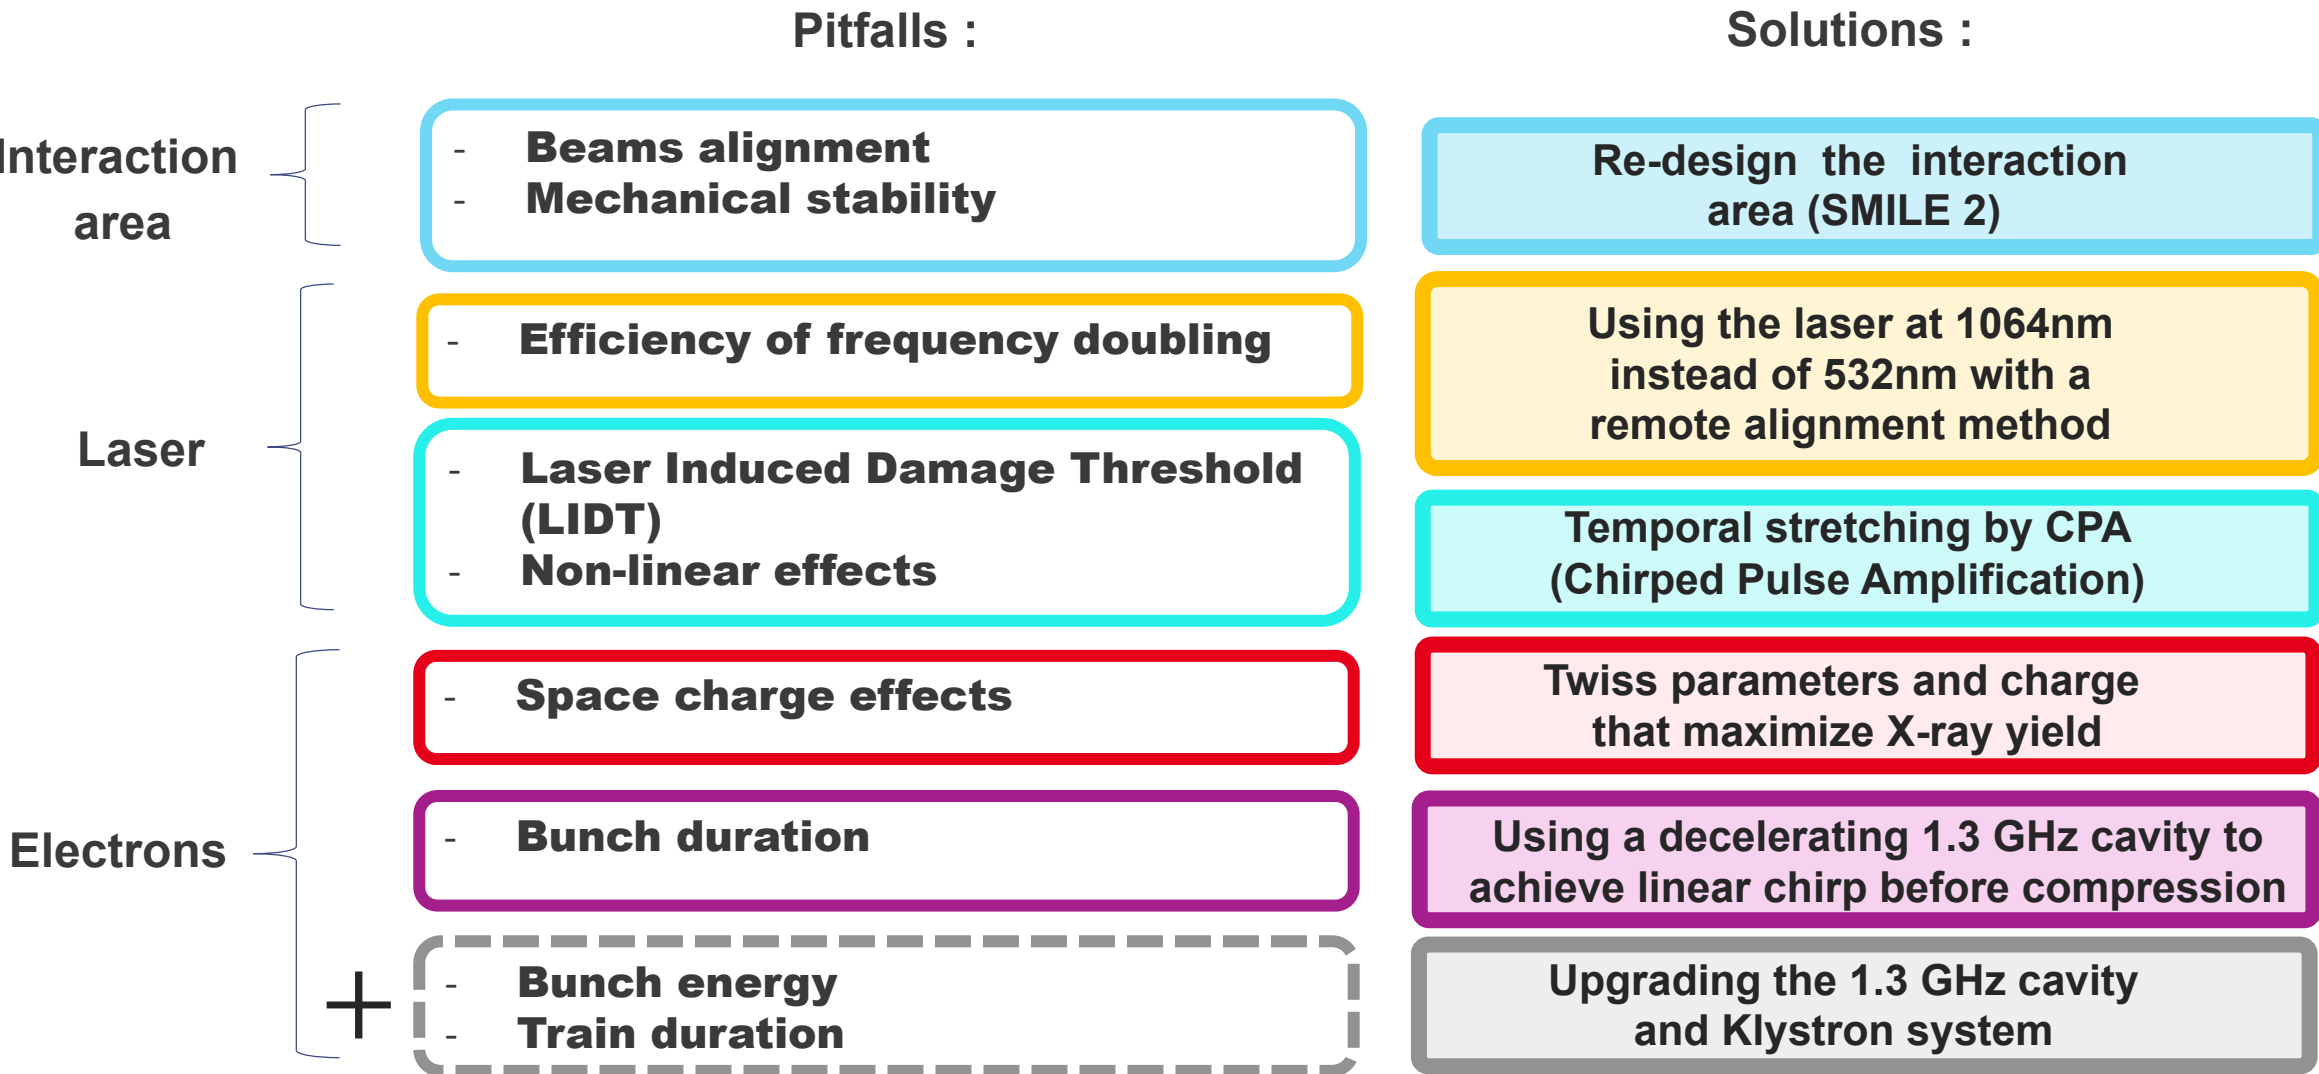 Pitfalls :
Solutions :
Interaction
area
- Beams alignment
- Mechanical stability
Re-design the interaction
area (SMILE 2)
Laser
- Efficiency of frequency doubling
Using the laser at 1064nm
instead of 532nm with a
remote alignment method
- Laser Induced Damage Threshold
(LIDT)
- Non-linear effects
Temporal stretching by CPA
(Chirped Pulse Amplification)
Electrons
- Space charge effects
Twiss parameters and charge
that maximize X-ray yield
- Bunch duration
Using a decelerating 1.3 GHz cavity to
achieve linear chirp before compression
+
- Bunch energy
- Train duration
Upgrading the 1.3 GHz cavity
and Klystron system